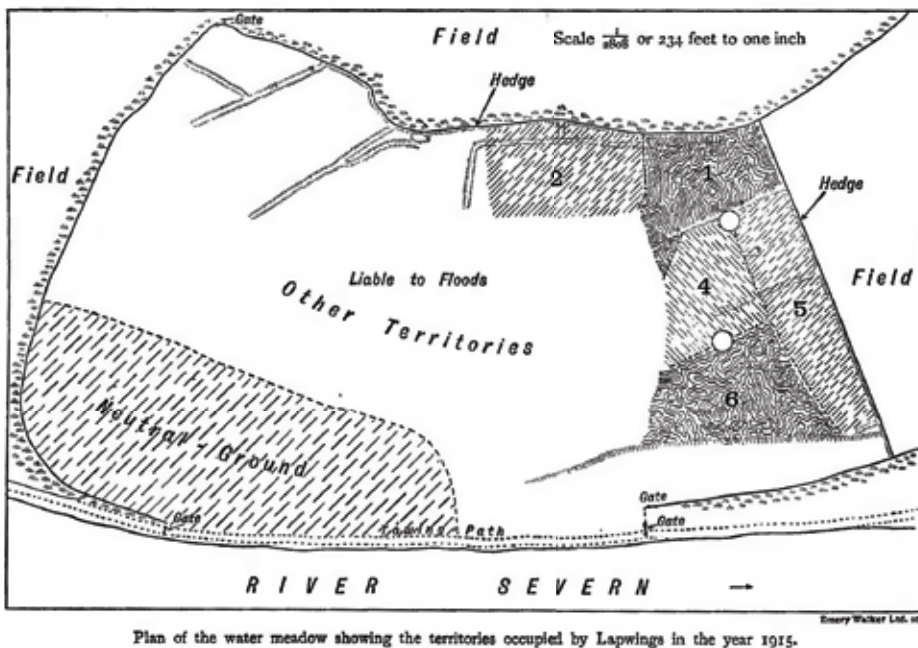 Gate
Field
Scale 1/2808 or 234 feet to one inch
Hedge
Field
1
2
Hedge
Liable to Floods
Field
Other Territories
4
5
6
Neutral-Ground
Gate
Towing Path
Gate
Gate
RIVER SEVERN
Emery Walker Ltd.
Plan of the water meadow showing the territories occupied by Lapwings in the year 1915.